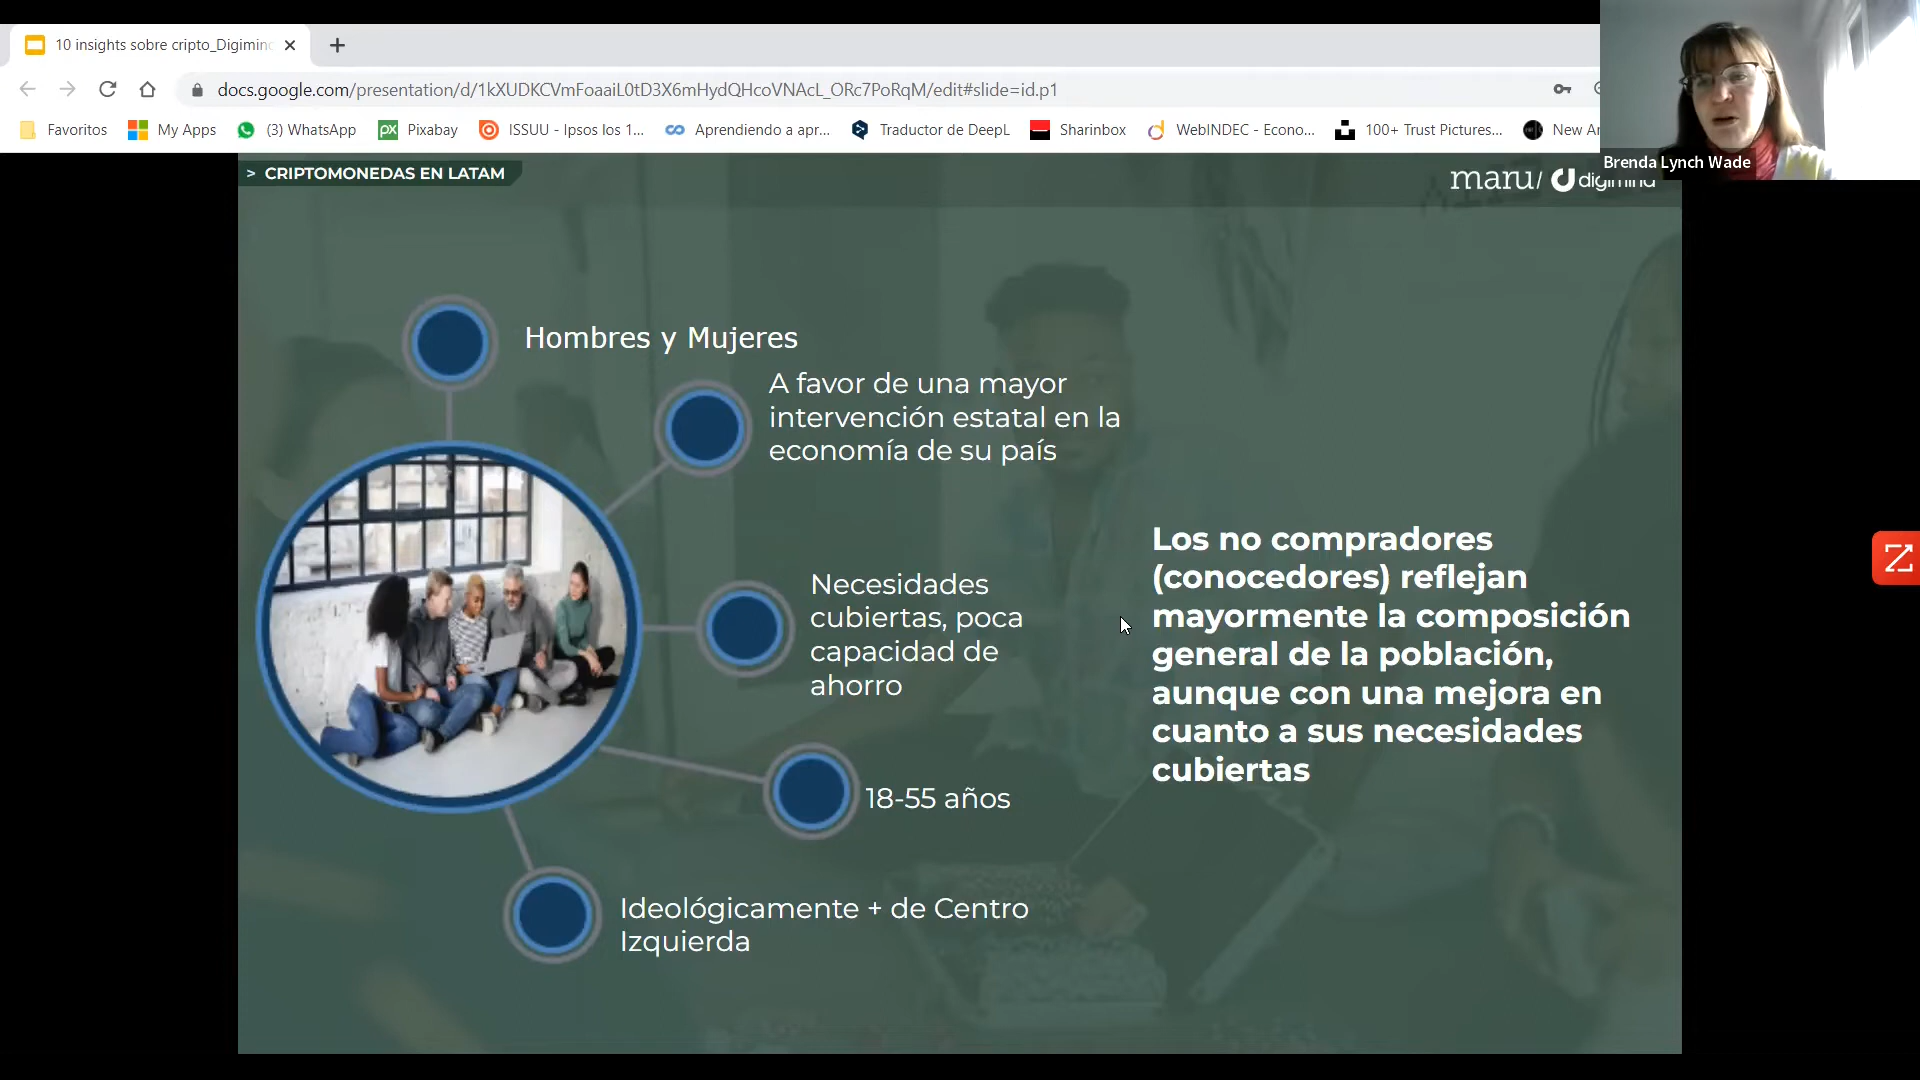 10 insights sobre cripto_Digimind
docs.google.com/presentation/d/1kXUDKCVmFoaaiL0tD3X6mHydQHcoVNAcL_ORc7PoRqM/edit#slide=id.p1
Favoritos
My Apps
(3) WhatsApp
Pixabay
ISSUU - Ipsos los 1...
Aprendiendo a apr...
Traductor de DeepL
Sharinbox
WebINDEC - Econo...
100+ Trust Pictures...
New Ar
Brenda Lynch Wade
> CRIPTOMONEDAS EN LATAM
maru/ digimind
Hombres y Mujeres
A favor de una mayor
intervención estatal en la
economía de su país
Necesidades
cubiertas, poca
capacidad de
ahorro
18-55 años
Ideológicamente + de Centro
Izquierda
Los no compradores
(conocedores) reflejan
mayormente la composición
general de la población,
aunque con una mejora en
cuanto a sus necesidades
cubiertas